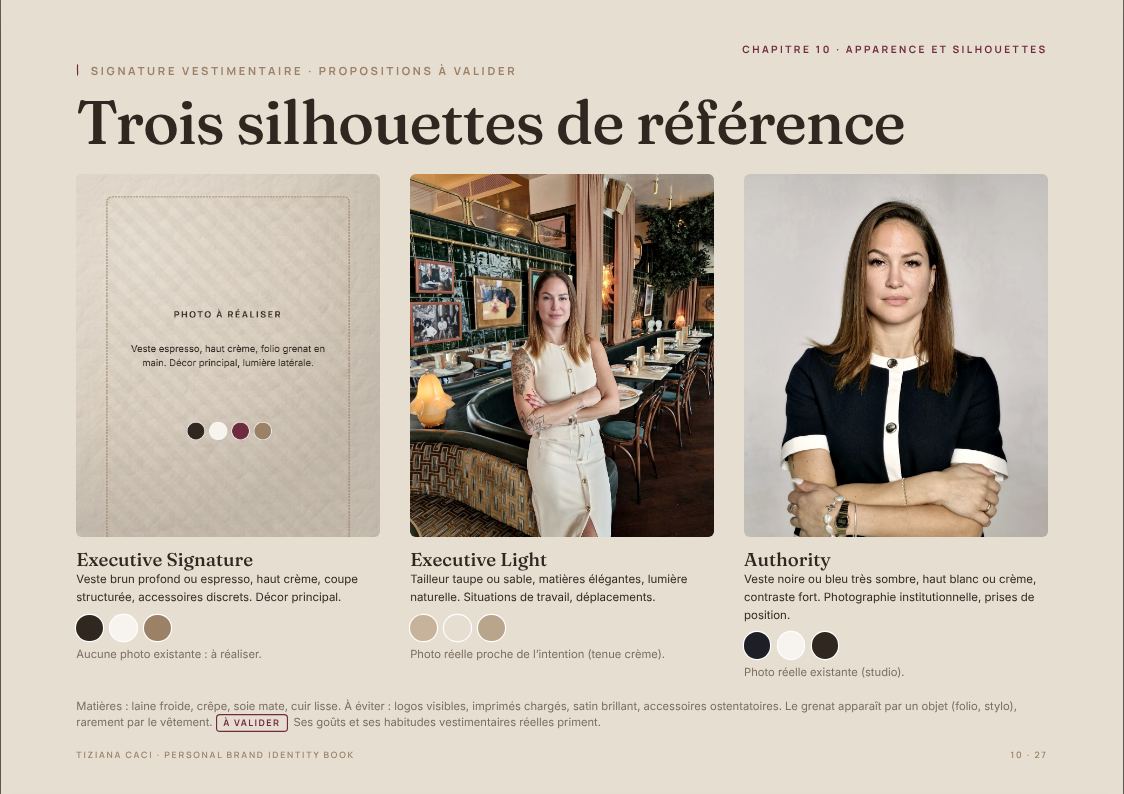 CHAPITRE 10 · APPARENCE ET SILHOUETTES
SIGNATURE VESTIMENTAIRE · PROPOSITIONS À VALIDER
Trois silhouettes de référence
PHOTO À RÉALISER
Veste espresso, haut crème, folio grenat en
main. Décor principal, lumière latérale.
Executive Signature
Veste brun profond ou espresso, haut crème, coupe
structurée, accessoires discrets. Décor principal.
Aucune photo existante : à réaliser.
Executive Light
Tailleur taupe ou sable, matières élégantes, lumière
naturelle. Situations de travail, déplacements.
Photo réelle proche de l'intention (tenue crème).
Authority
Veste noire ou bleu très sombre, haut blanc ou crème,
contraste fort. Photographie institutionnelle, prises de
position.
Photo réelle existante (studio).
Matières : laine froide, crêpe, soie mate, cuir lisse. À éviter : logos visibles, imprimés chargés, satin brillant, accessoires ostentatoires. Le grenat apparaît par un objet (folio, stylo),
rarement par le vêtement. À VALIDER Ses goûts et ses habitudes vestimentaires réelles priment.
TIZIANA CACI · PERSONAL BRAND IDENTITY BOOK
10 · 27